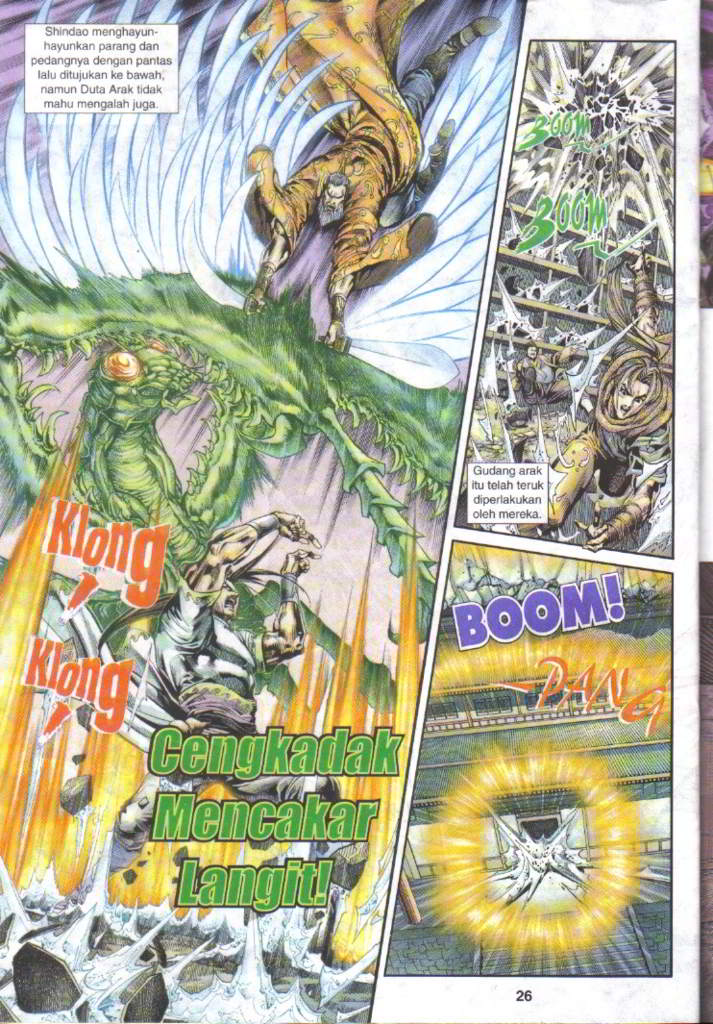 Shindao menghayun-
hayunkan parang dan
pedangnya dengan pantas
lalu ditujukan ke bawah,
namun Duta Arak tidak
mahu mengalah juga.
Klong
!
Klong
!
Cengkadak
Mencakar
Langit!
BOOM
BOOM
Gudang arak
itu telah teruk
diperlakukan
oleh mereka.
BOOM!
PANG
26